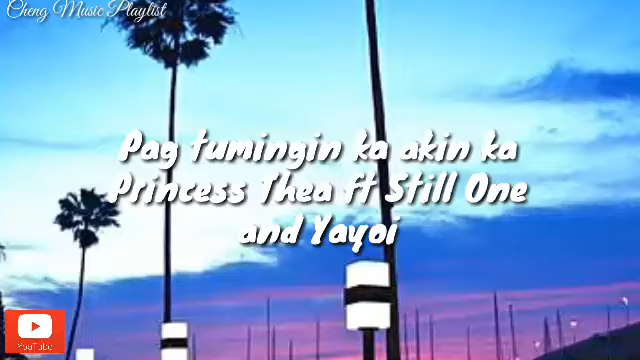 Cheng Music Playlist
Pag tumingin ka akin ka
Princess Thea ft Still One
and Yayoi
YouTube